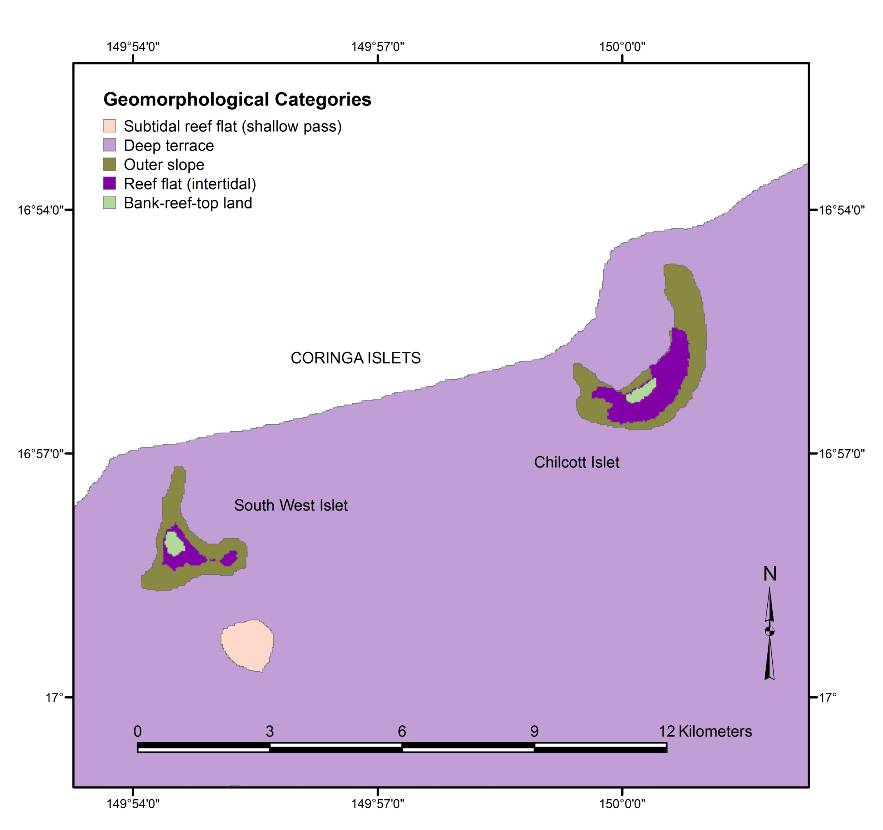 149°54'0" 149°57'0" 150°0'0"
Geomorphological Categories
Subtidal reef flat (shallow pass)
Deep terrace
Outer slope
Reef flat (intertidal)
Bank-reef-top land
16°54'0" 16°54'0"
CORINGA ISLETS
16°57'0" 16°57'0"
Chilcott Islet
South West Islet
N
17° 17°
0 3 6 9 12 Kilometers
149°54'0" 149°57'0" 150°0'0"